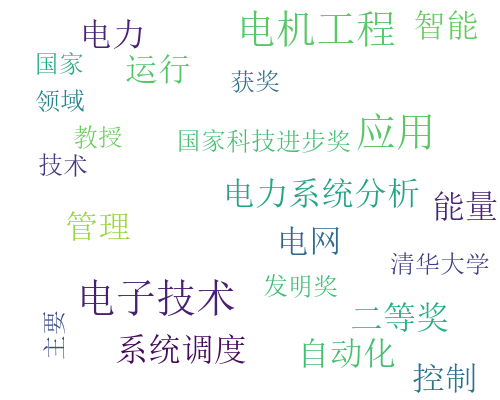 电机工程
智能
电力
国家
运行
获奖
领域
教授
国家科技进步奖
应用
技术
电力系统分析
能量
管理
电网
清华大学
电子技术
发明奖
二等奖
主要
系统调度
自动化
控制